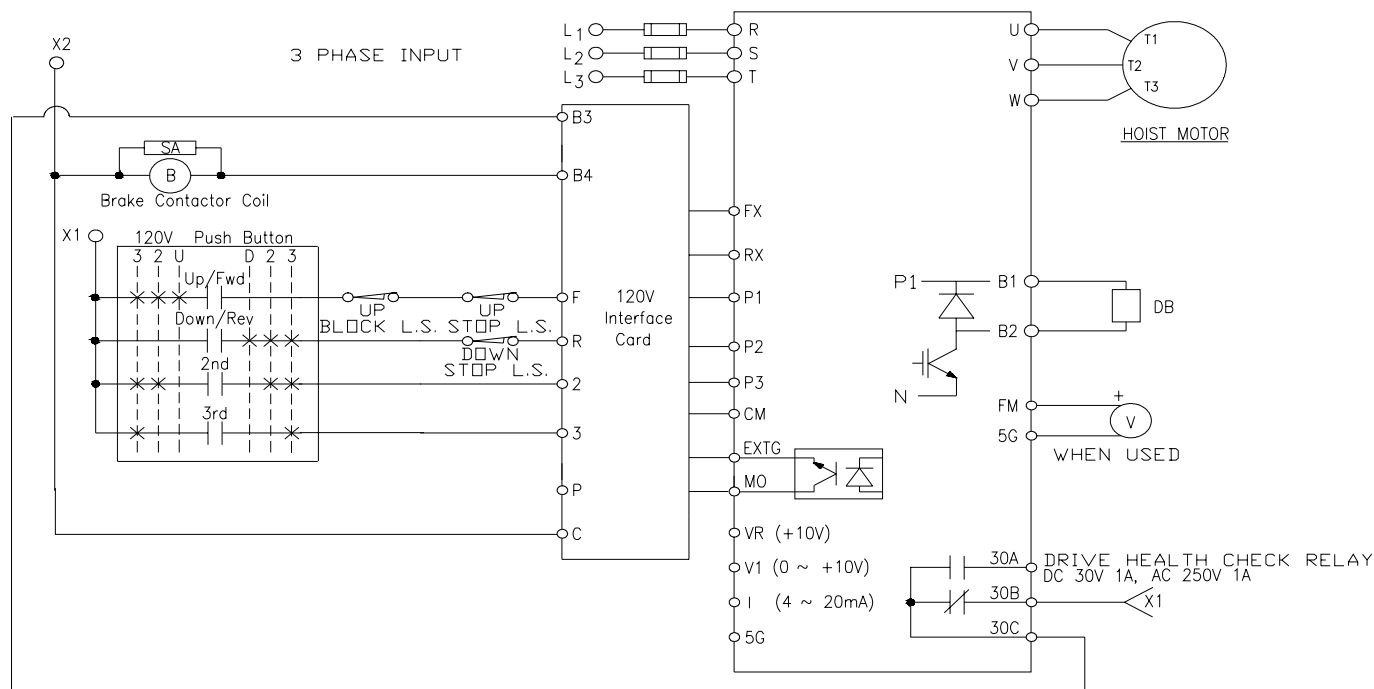 X2
3 PHASE INPUT
L1
L2
L3
R
S
T
U
V
W
T1
T2
T3
HOIST MOTOR
B3
SA
B
B4
Brake Contactor Coil
X1
120V Push Button
3 2 U D 2 3
Up/Fwd
UP
BLOCK L.S.
UP
STOP L.S.
F
Down/Rev
DOWN
STOP L.S.
R
2nd
2
3rd
3
P
C
120V
Interface
Card
FX
RX
P1
P2
P3
CM
EXTG
MO
VR (+10V)
V1 (0 ~ +10V)
I (4 ~ 20mA)
5G
P1
N
B1
B2
DB
FM
5G
+
V
WHEN USED
30A
DRIVE HEALTH CHECK RELAY
DC 30V 1A, AC 250V 1A
30B
X1
30C